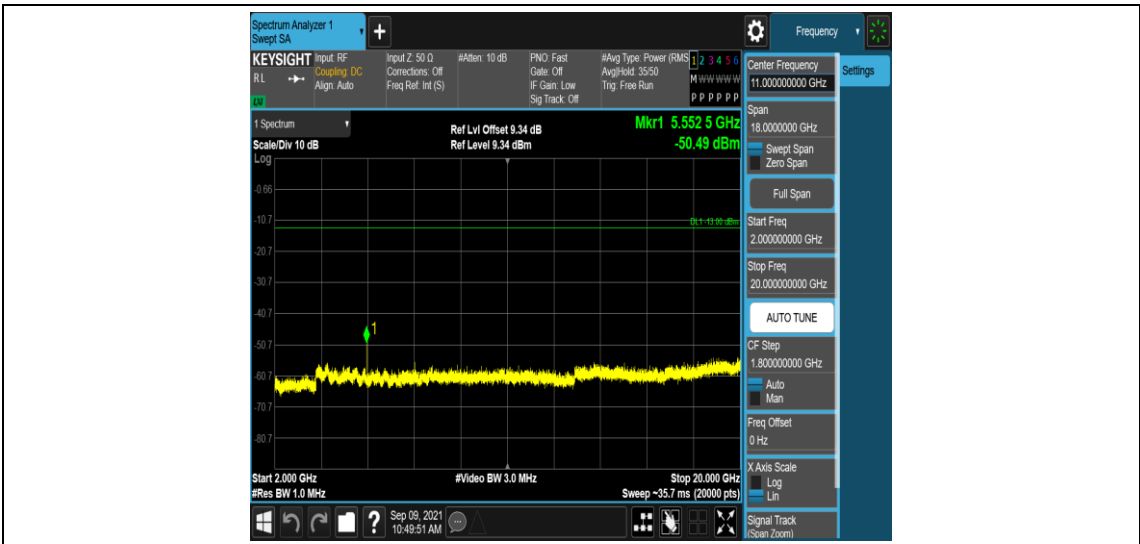 Spectrum Analyzer 1
Swept SA
+
Frequency
KEYSIGHT
RL
LXI
Input: RF
Coupling: DC
Align: Auto
Input Z: 50 Ω
Corrections: Off
Freq Ref: Int (S)
#Atten: 10 dB
PNO: Fast
Gate: Off
IF Gain: Low
Sig Track: Off
#Avg Type: Power (RMS
Avg|Hold: 35/50
Trig: Free Run
1 2 3 4 5 6
M W W W W W
P P P P P P
1 Spectrum
Scale/Div 10 dB
Ref Lvl Offset 9.34 dB
Ref Level 9.34 dBm
Mkr1 5.552 5 GHz
-50.49 dBm
Log
-0.66
-10.7
DL1 -13.00 dBm
-20.7
-30.7
-40.7
1
-50.7
-60.7
-70.7
-80.7
Start 2.000 GHz
#Video BW 3.0 MHz
Stop 20.000 GHz
#Res BW 1.0 MHz
Sweep ~35.7 ms (20000 pts)
?
Sep 09, 2021
10:49:51 AM
Center Frequency
11.000000000 GHz
Settings
Span
18.0000000 GHz
Swept Span
Zero Span
Full Span
Start Freq
2.000000000 GHz
Stop Freq
20.000000000 GHz
AUTO TUNE
CF Step
1.800000000 GHz
Auto
Man
Freq Offset
0 Hz
X Axis Scale
Log
Lin
Signal Track
(Span Zoom)